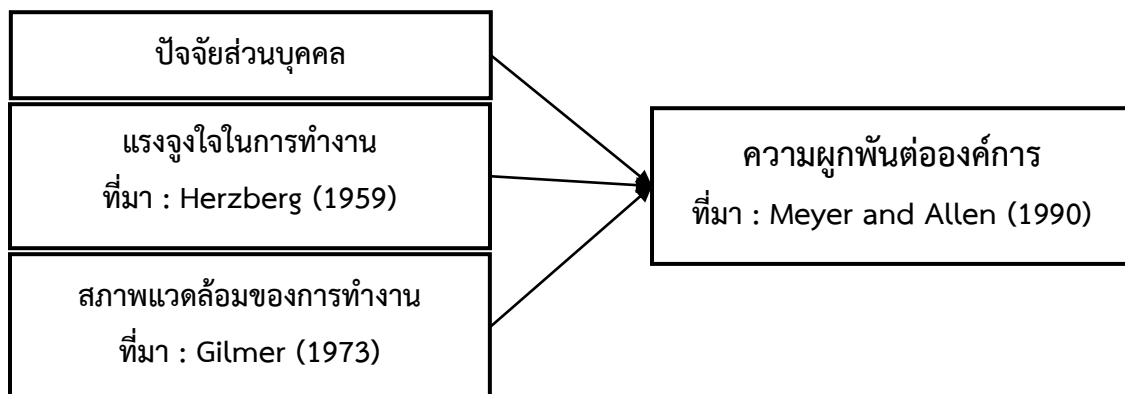 ปัจจัยส่วนบุคคล
แรงจูงใจในการทำงาน
ที่มา : Herzberg (1959)
สภาพแวดล้อมของการทำงาน
ที่มา : Gilmer (1973)
ความผูกพันต่อองค์การ
ที่มา : Meyer and Allen (1990)